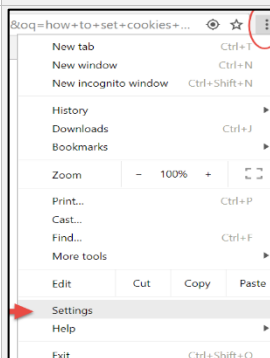 &oq=how+to+set+cookies+...
New tab Ctrl+T
New window Ctrl+N
New incognito window Ctrl+Shift+N
History
Downloads Ctrl+J
Bookmarks
Zoom - 100% +
Print... Ctrl+P
Cast...
Find... Ctrl+F
More tools
Edit Cut Copy Paste
Settings
Help
Exit Ctrl+Shift+Q